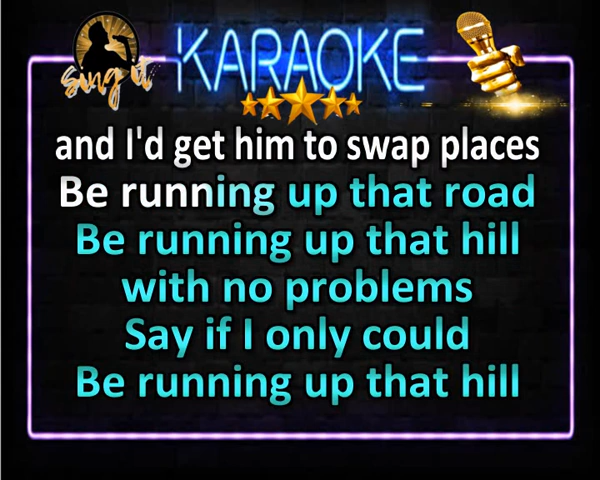 Sing it KARAOKE
and I'd get him to swap places
Be running up that road
Be running up that hill
with no problems
Say if I only could
Be running up that hill